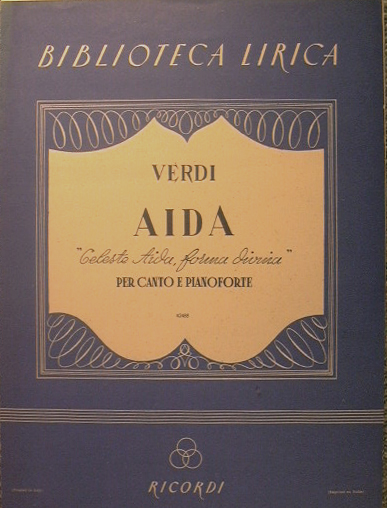 BIBLIOTECA LIRICA
VERDI
AIDA
"Celeste Aida, forma divina"
PER CANTO E PIANOFORTE
RICORDI